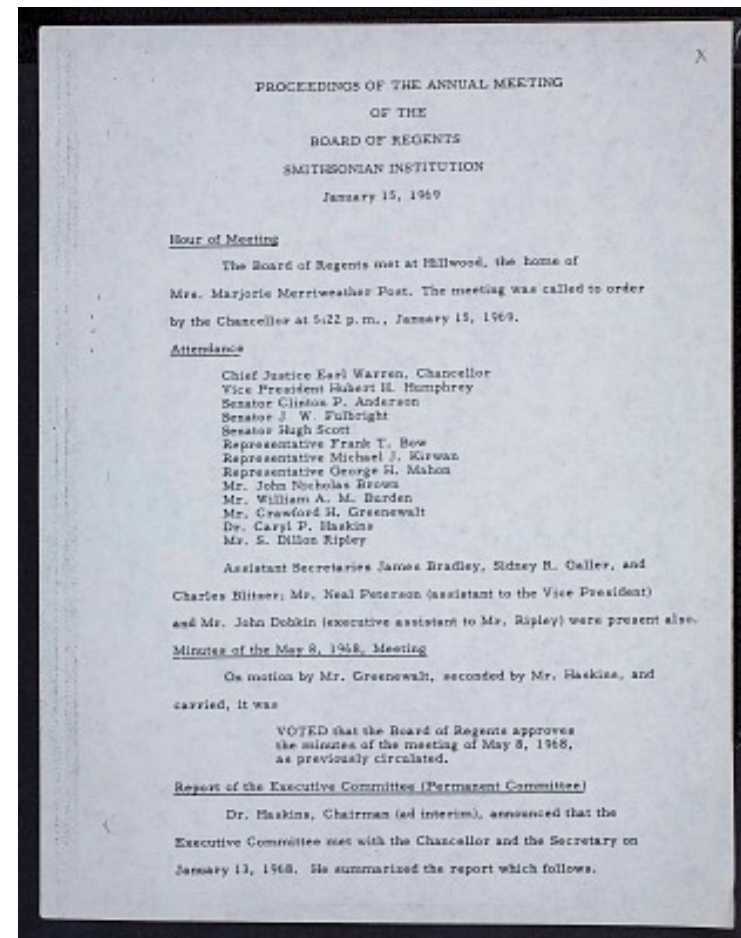 X
PROCEEDINGS OF THE ANNUAL MEETING
OF THE
BOARD OF REGENTS
SMITHSONIAN INSTITUTION
January 15, 1969
Hour of Meeting
The Board of Regents met at Hillwood, the home of
Mrs. Marjorie Merriweather Post. The meeting was called to order
by the Chancellor at 5:22 p.m., January 15, 1969.
Attendance
Chief Justice Earl Warren, Chancellor
Vice President Hubert H. Humphrey
Senator Clinton P. Anderson
Senator J. W. Fulbright
Senator Hugh Scott
Representative Frank T. Bow
Representative Michael J. Kirwan
Representative George H. Mahon
Mr. John Nicholas Brown
Mr. William A. M. Burden
Mr. Crawford H. Greenewalt
Dr. Caryl P. Haskins
Mr. S. Dillon Ripley
Assistant Secretaries James Bradley, Sidney R. Galler, and
Charles Blitzer; Mr. Neal Peterson (assistant to the Vice President)
and Mr. John Dobkin (executive assistant to Mr. Ripley) were present also.
Minutes of the May 8, 1968, Meeting
On motion by Mr. Greenewalt, seconded by Mr. Haskins, and
carried, it was
VOTED that the Board of Regents approves
the minutes of the meeting of May 8, 1968,
as previously circulated.
Report of the Executive Committee (Permanent Committee)
Dr. Haskins, Chairman (ad interim), announced that the
Executive Committee met with the Chancellor and the Secretary on
January 13, 1968. He summarized the report which follows.